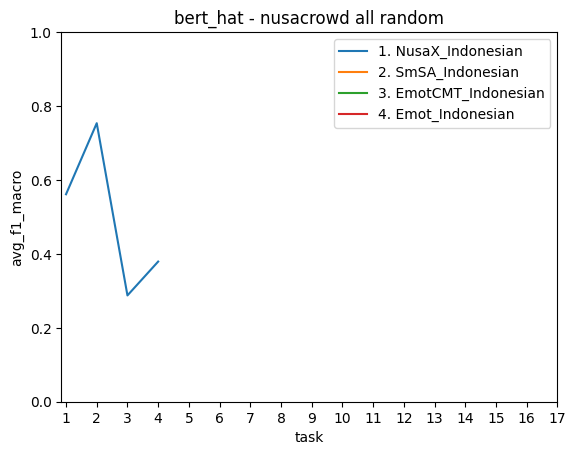 bert_hat - nusacrowd all random
1. NusaX_Indonesian
2. SmSA_Indonesian
3. EmotCMT_Indonesian
4. Emot_Indonesian
avg_f1_macro
1.0
0.8
0.6
0.4
0.2
0.0
1 2 3 4 5 6 7 8 9 10 11 12 13 14 15 16 17
task